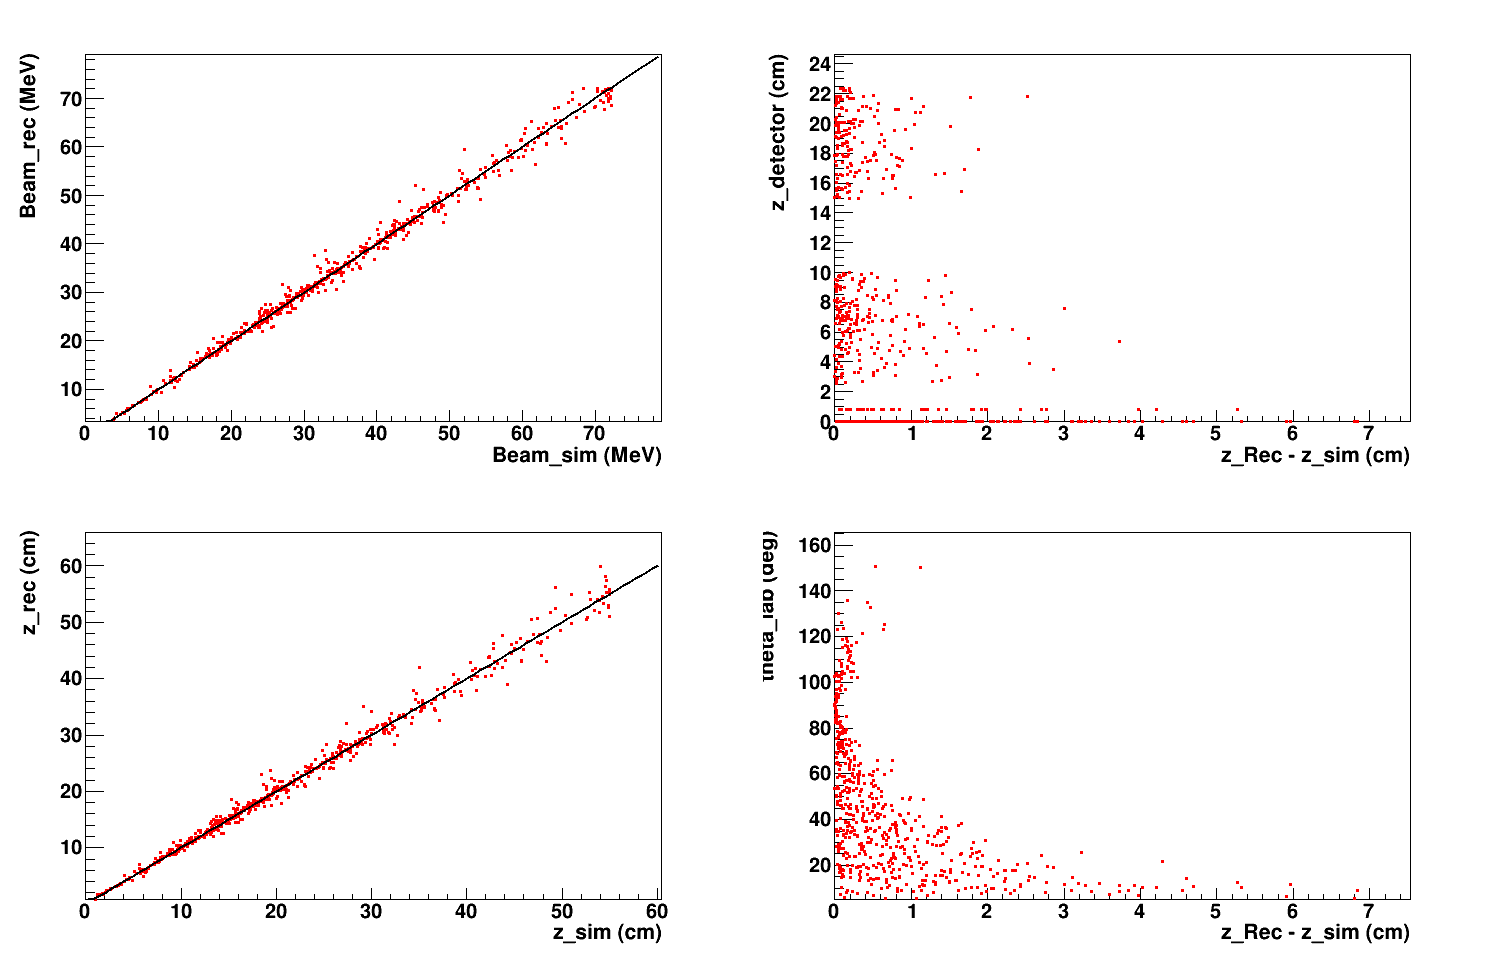 Beam_rec (MeV)
70
60
50
40
30
20
10
0 10 20 30 40 50 60 70
Beam_sim (MeV)
z_detector (cm)
24
22
20
18
16
14
12
10
8
6
4
2
0
0 1 2 3 4 5 6 7
z_Rec - z_sim (cm)
z_rec (cm)
60
50
40
30
20
10
0 10 20 30 40 50 60
z_sim (cm)
theta_lab (deg)
160
140
120
100
80
60
40
20
0 1 2 3 4 5 6 7
z_Rec - z_sim (cm)